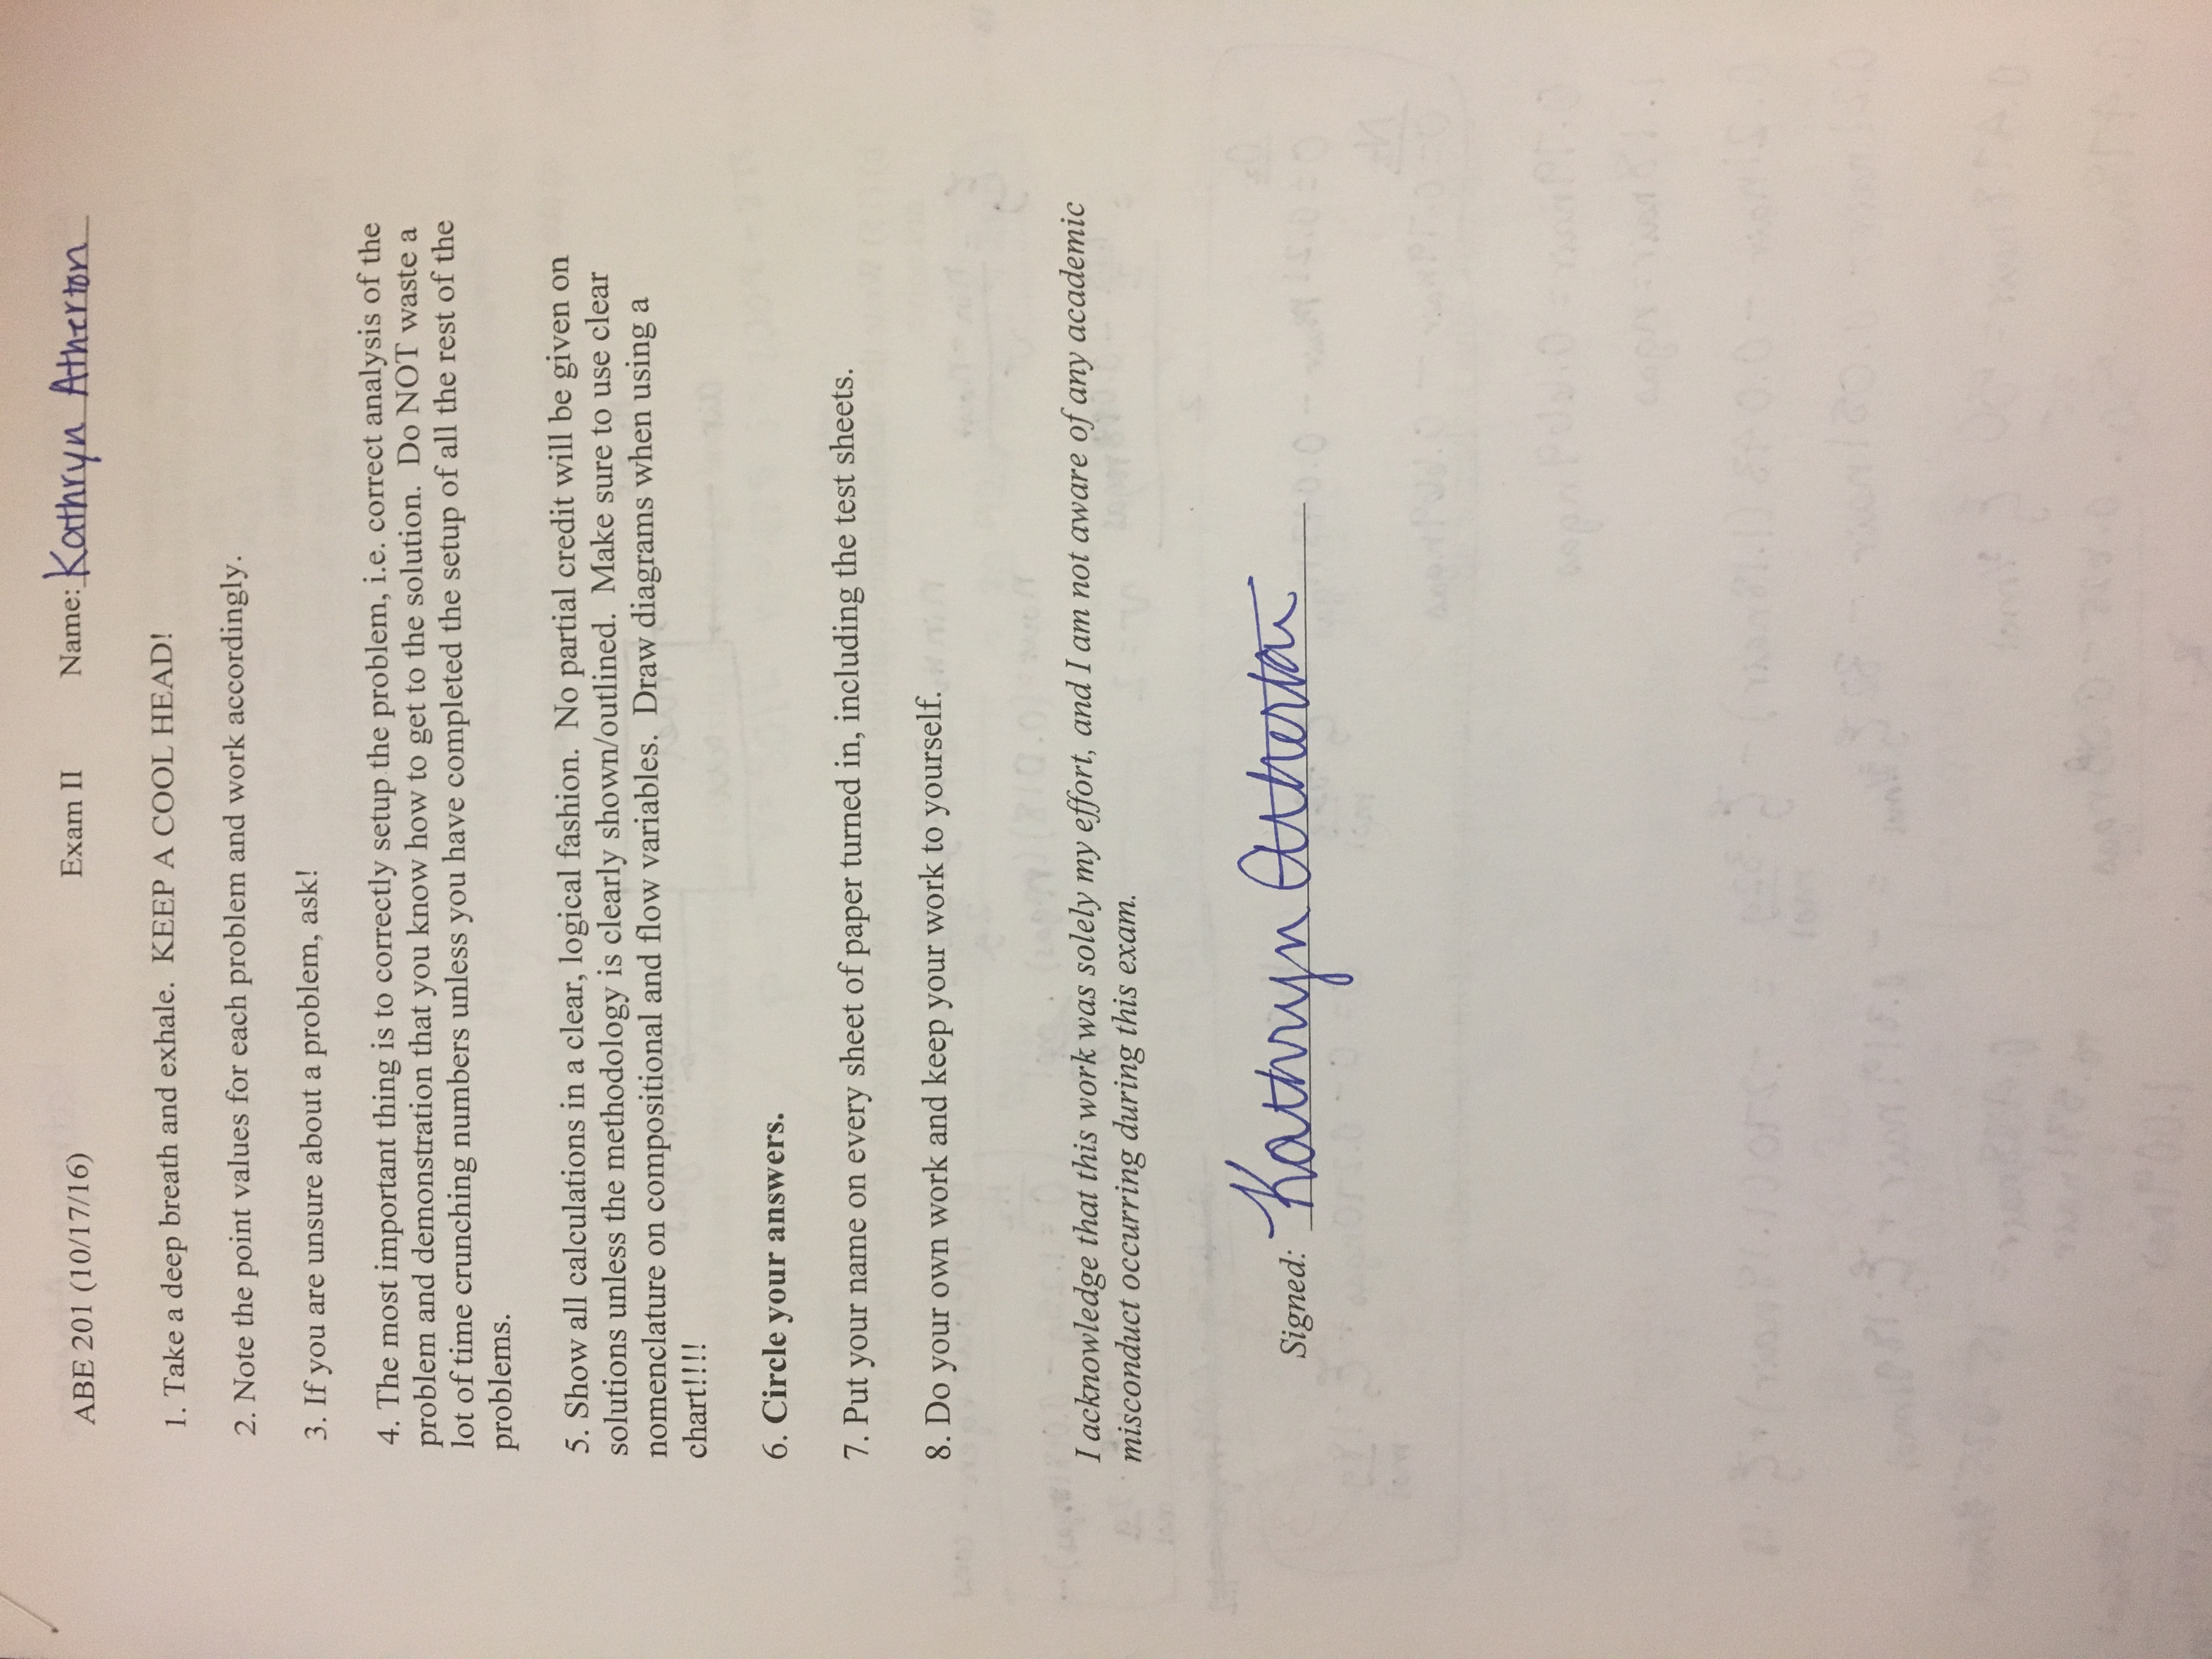 ABE 201 (10/17/16) Exam II Name: Kathryn Atherton
1. Take a deep breath and exhale. KEEP A COOL HEAD!
2. Note the point values for each problem and work accordingly.
3. If you are unsure about a problem, ask!
4. The most important thing is to correctly setup the problem, i.e. correct analysis of the
problem and demonstration that you know how to get to the solution. Do NOT waste a
lot of time crunching numbers unless you have completed the setup of all the rest of the
problems.
5. Show all calculations in a clear, logical fashion. No partial credit will be given on
solutions unless the methodology is clearly shown/outlined. Make sure to use clear
nomenclature on compositional and flow variables. Draw diagrams when using a
chart!!!!
6. Circle your answers.
7. Put your name on every sheet of paper turned in, including the test sheets.
8. Do your own work and keep your work to yourself.
I acknowledge that this work was solely my effort, and I am not aware of any academic
misconduct occurring during this exam.
Signed: Kathryn Atherton